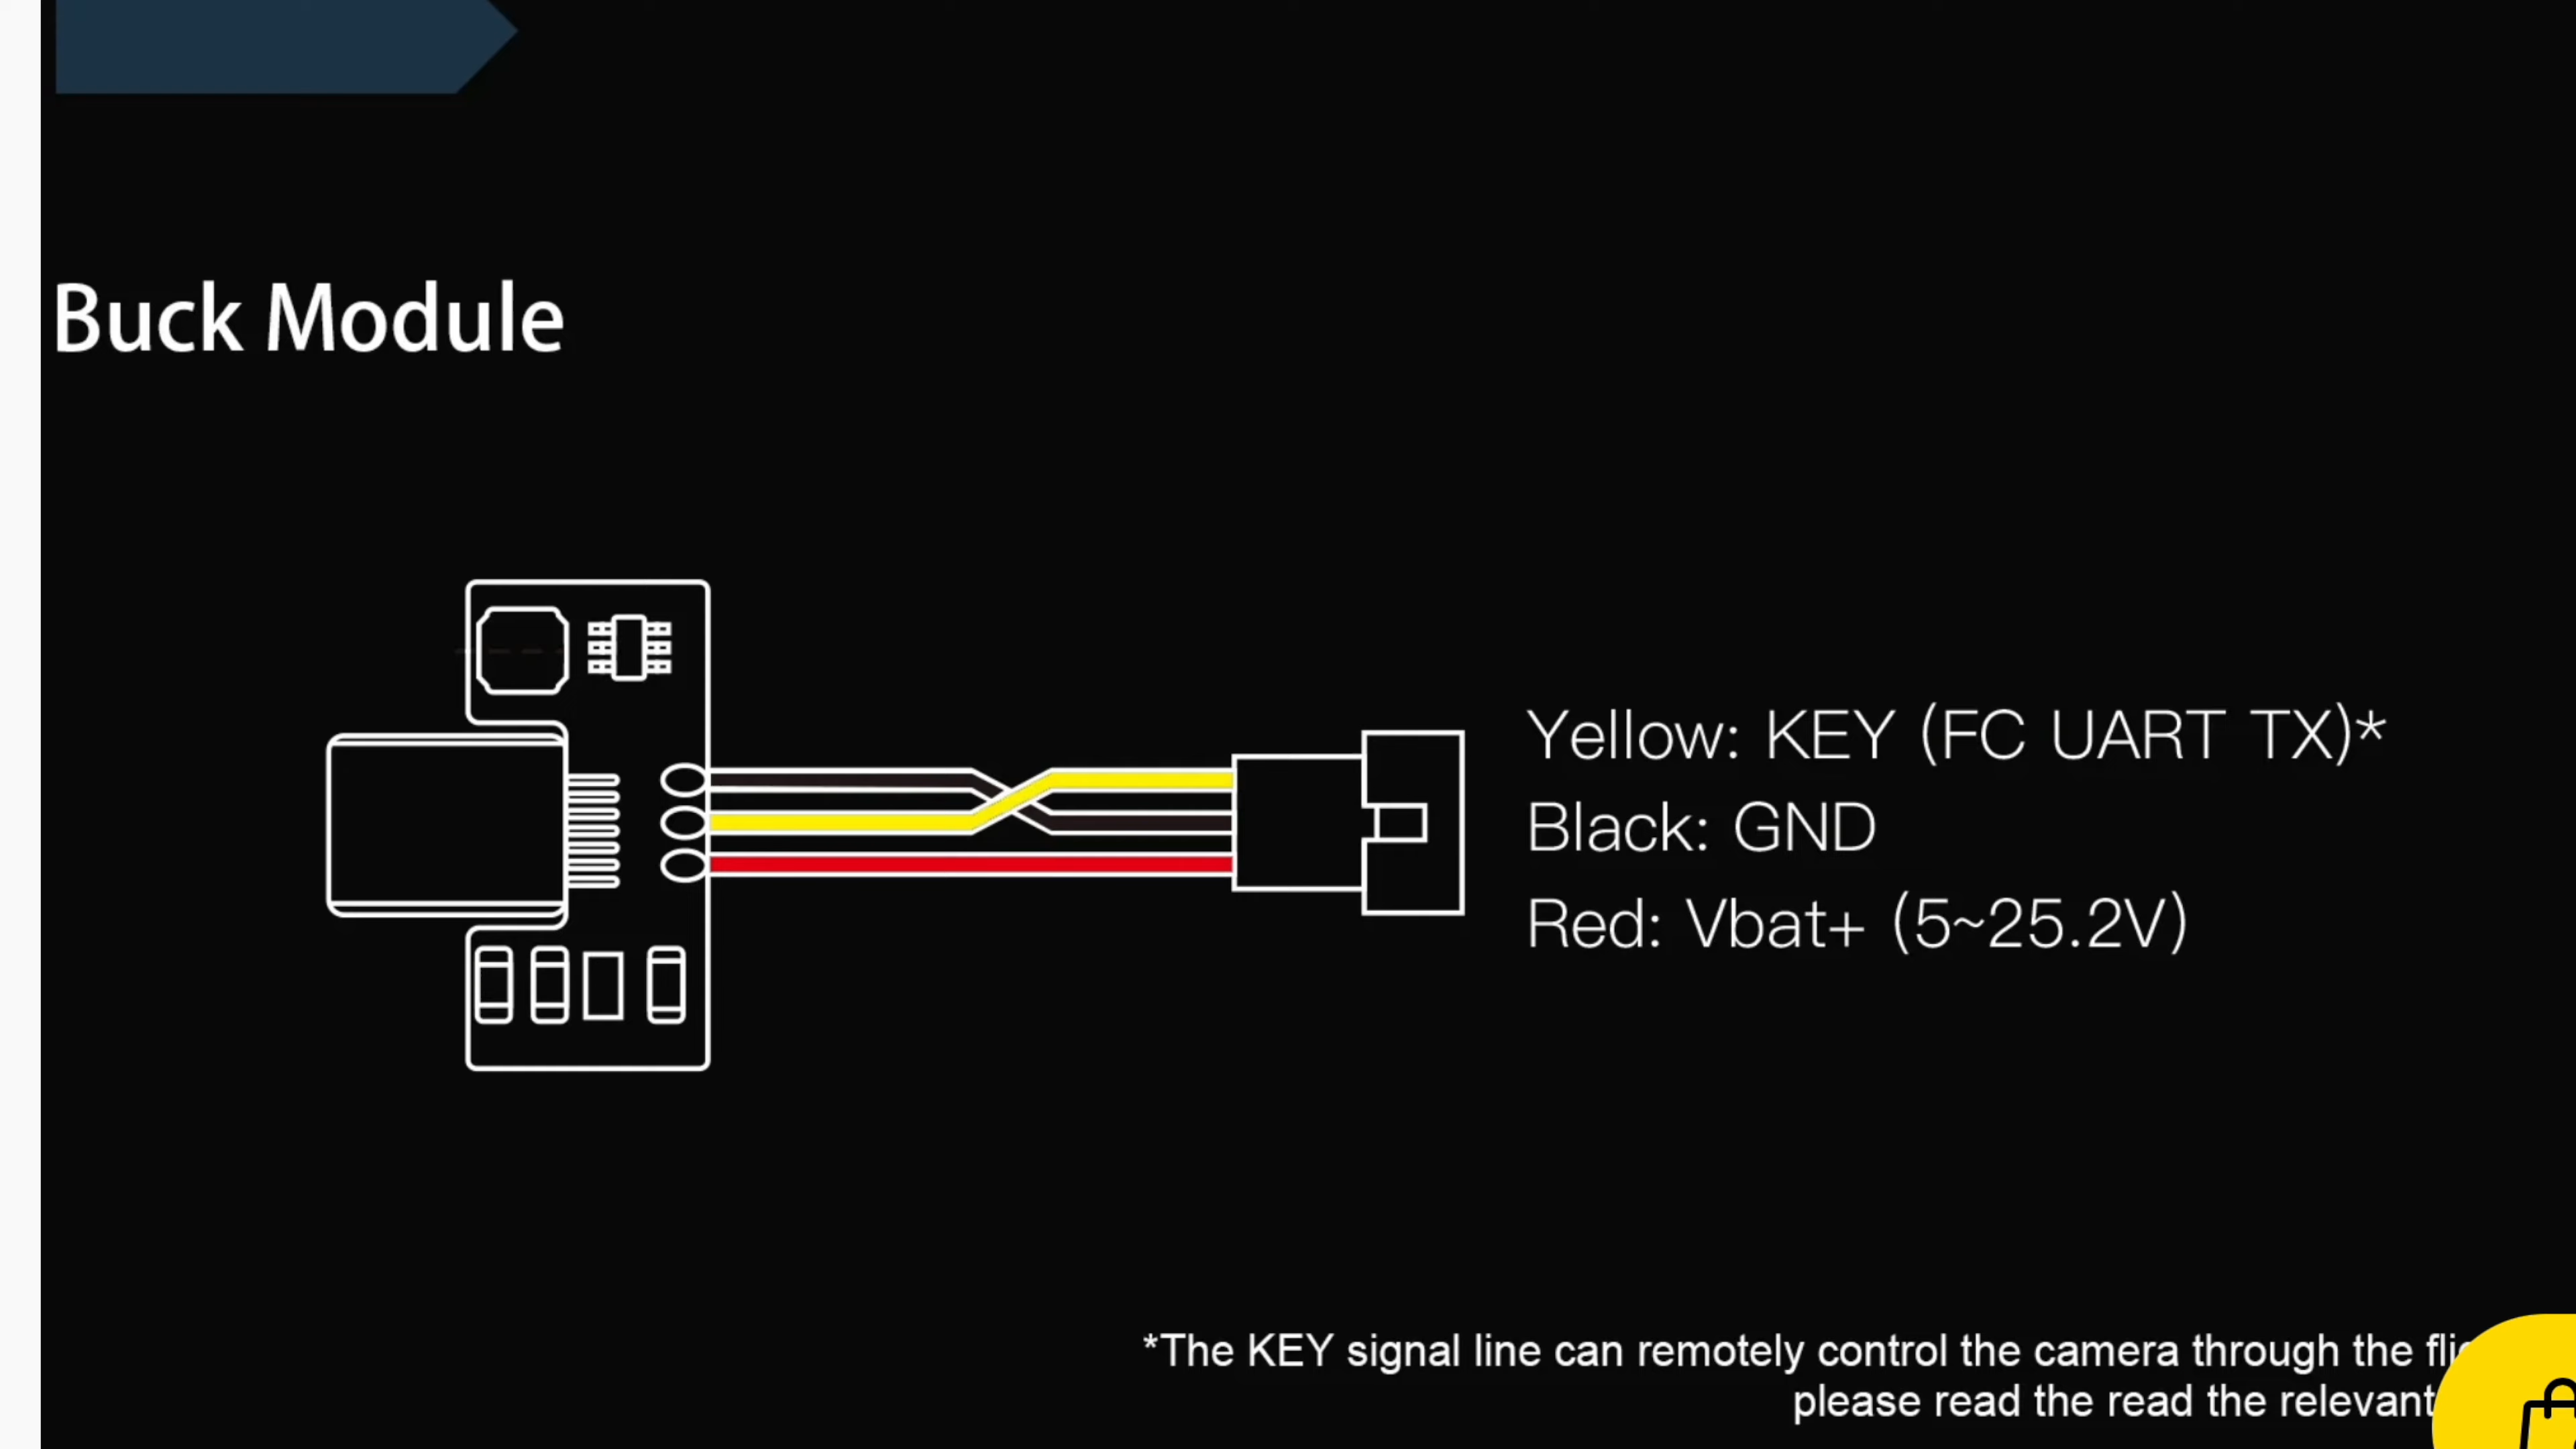 Buck Module
Yellow: KEY (FC UART TX)*
Black: GND
Red: Vbat+ (5~25.2V)
*The KEY signal line can remotely control the camera through the
please read the read the relevant